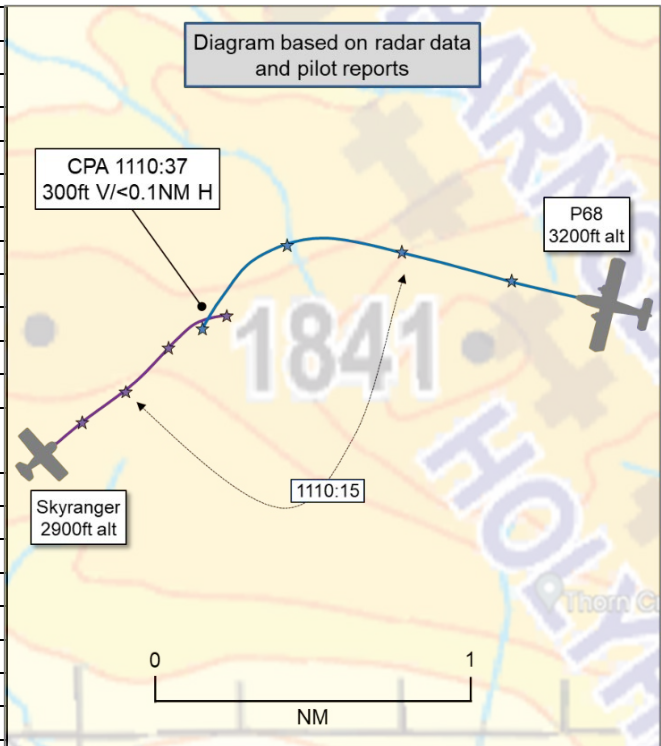 Diagram based on radar data
and pilot reports
CPA 1110:37
300ft V/<0.1NM H
P68
3200ft alt
1841
1110:15
Skyranger
2900ft alt
HOLY
0
1
NM